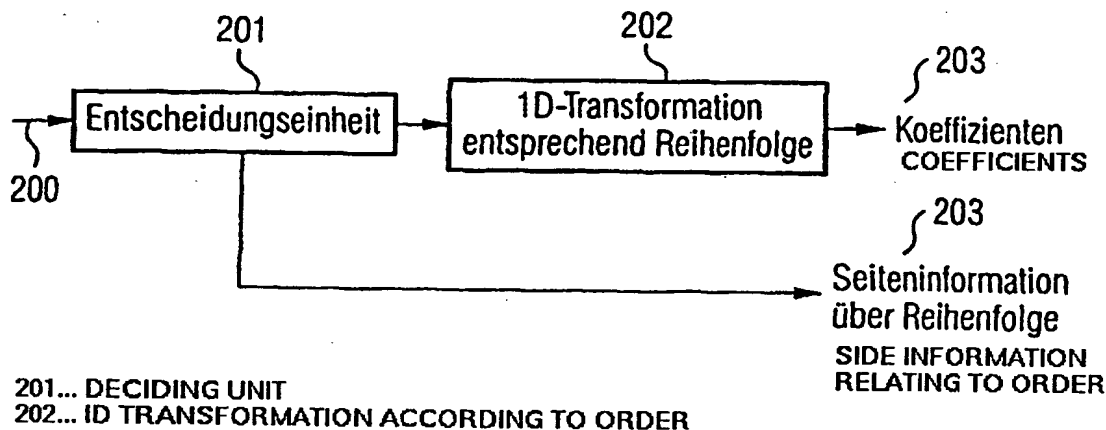 201
202
203
Entscheidungseinheit
1D-Transformation
entsprechend Reihenfolge
Koeffizienten
COEFFICIENTS
200
203
Seiteninformation
über Reihenfolge
SIDE INFORMATION
RELATING TO ORDER
201... DECIDING UNIT
202... ID TRANSFORMATION ACCORDING TO ORDER